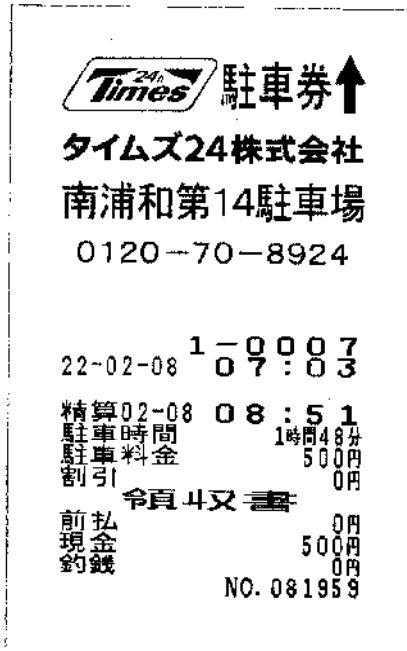 24h Times 駐車券↑
タイムズ24株式会社
南浦和第14駐車場
0120-70-8924
1-0007
22-02-08 07:03
精算02-08 08:51
駐車時間 1時間48分
駐車料金 500円
割引 0円
領収書
前払 0円
現金 500円
釣銭 0円
NO.081959